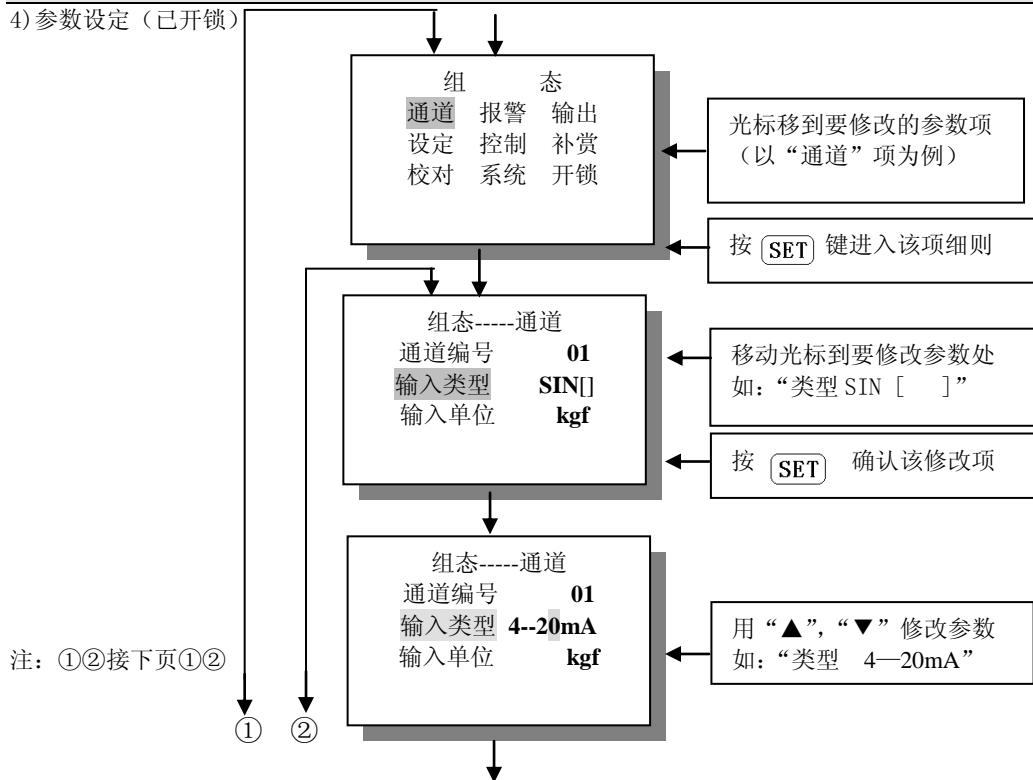 4)参数设定（已开锁）
组 态
通道 报警 输出
设定 控制 补赏
校对 系统 开锁
光标移到要修改的参数项
（以“通道”项为例）
按 SET 键进入该项细则
组态-----通道
通道编号 01
输入类型 SIN[]
输入单位 kgf
移动光标到要修改参数处
如：“类型 SIN [ ]”
按 SET 确认该修改项
组态-----通道
通道编号 01
输入类型 4--20mA
输入单位 kgf
用“▲”，“▼”修改参数
如：“类型 4—20mA”
注：①②接下页①②
① ②